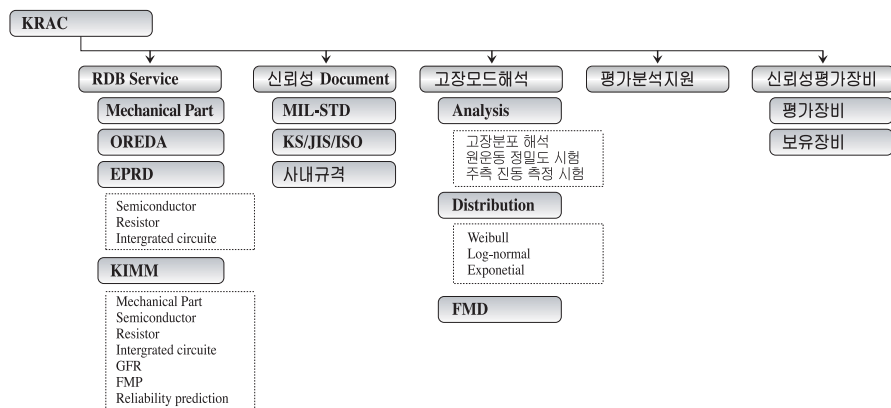 KRAC
RDB Service
신뢰성 Document
고장모드해석
평가분석지원
신뢰성평가장비
Mechanical Part
OREDA
EPRD
Semiconductor
Resistor
Intergrated circuite
KIMM
Mechanical Part
Semiconductor
Resistor
Intergrated circuite
GFR
FMP
Reliability prediction
MIL-STD
KS/JIS/ISO
사내규격
Analysis
고장분포 해석
원운동 정밀도 시험
주축 진동 측정 시험
Distribution
Weibull
Log-normal
Exponetial
FMD
평가장비
보유장비